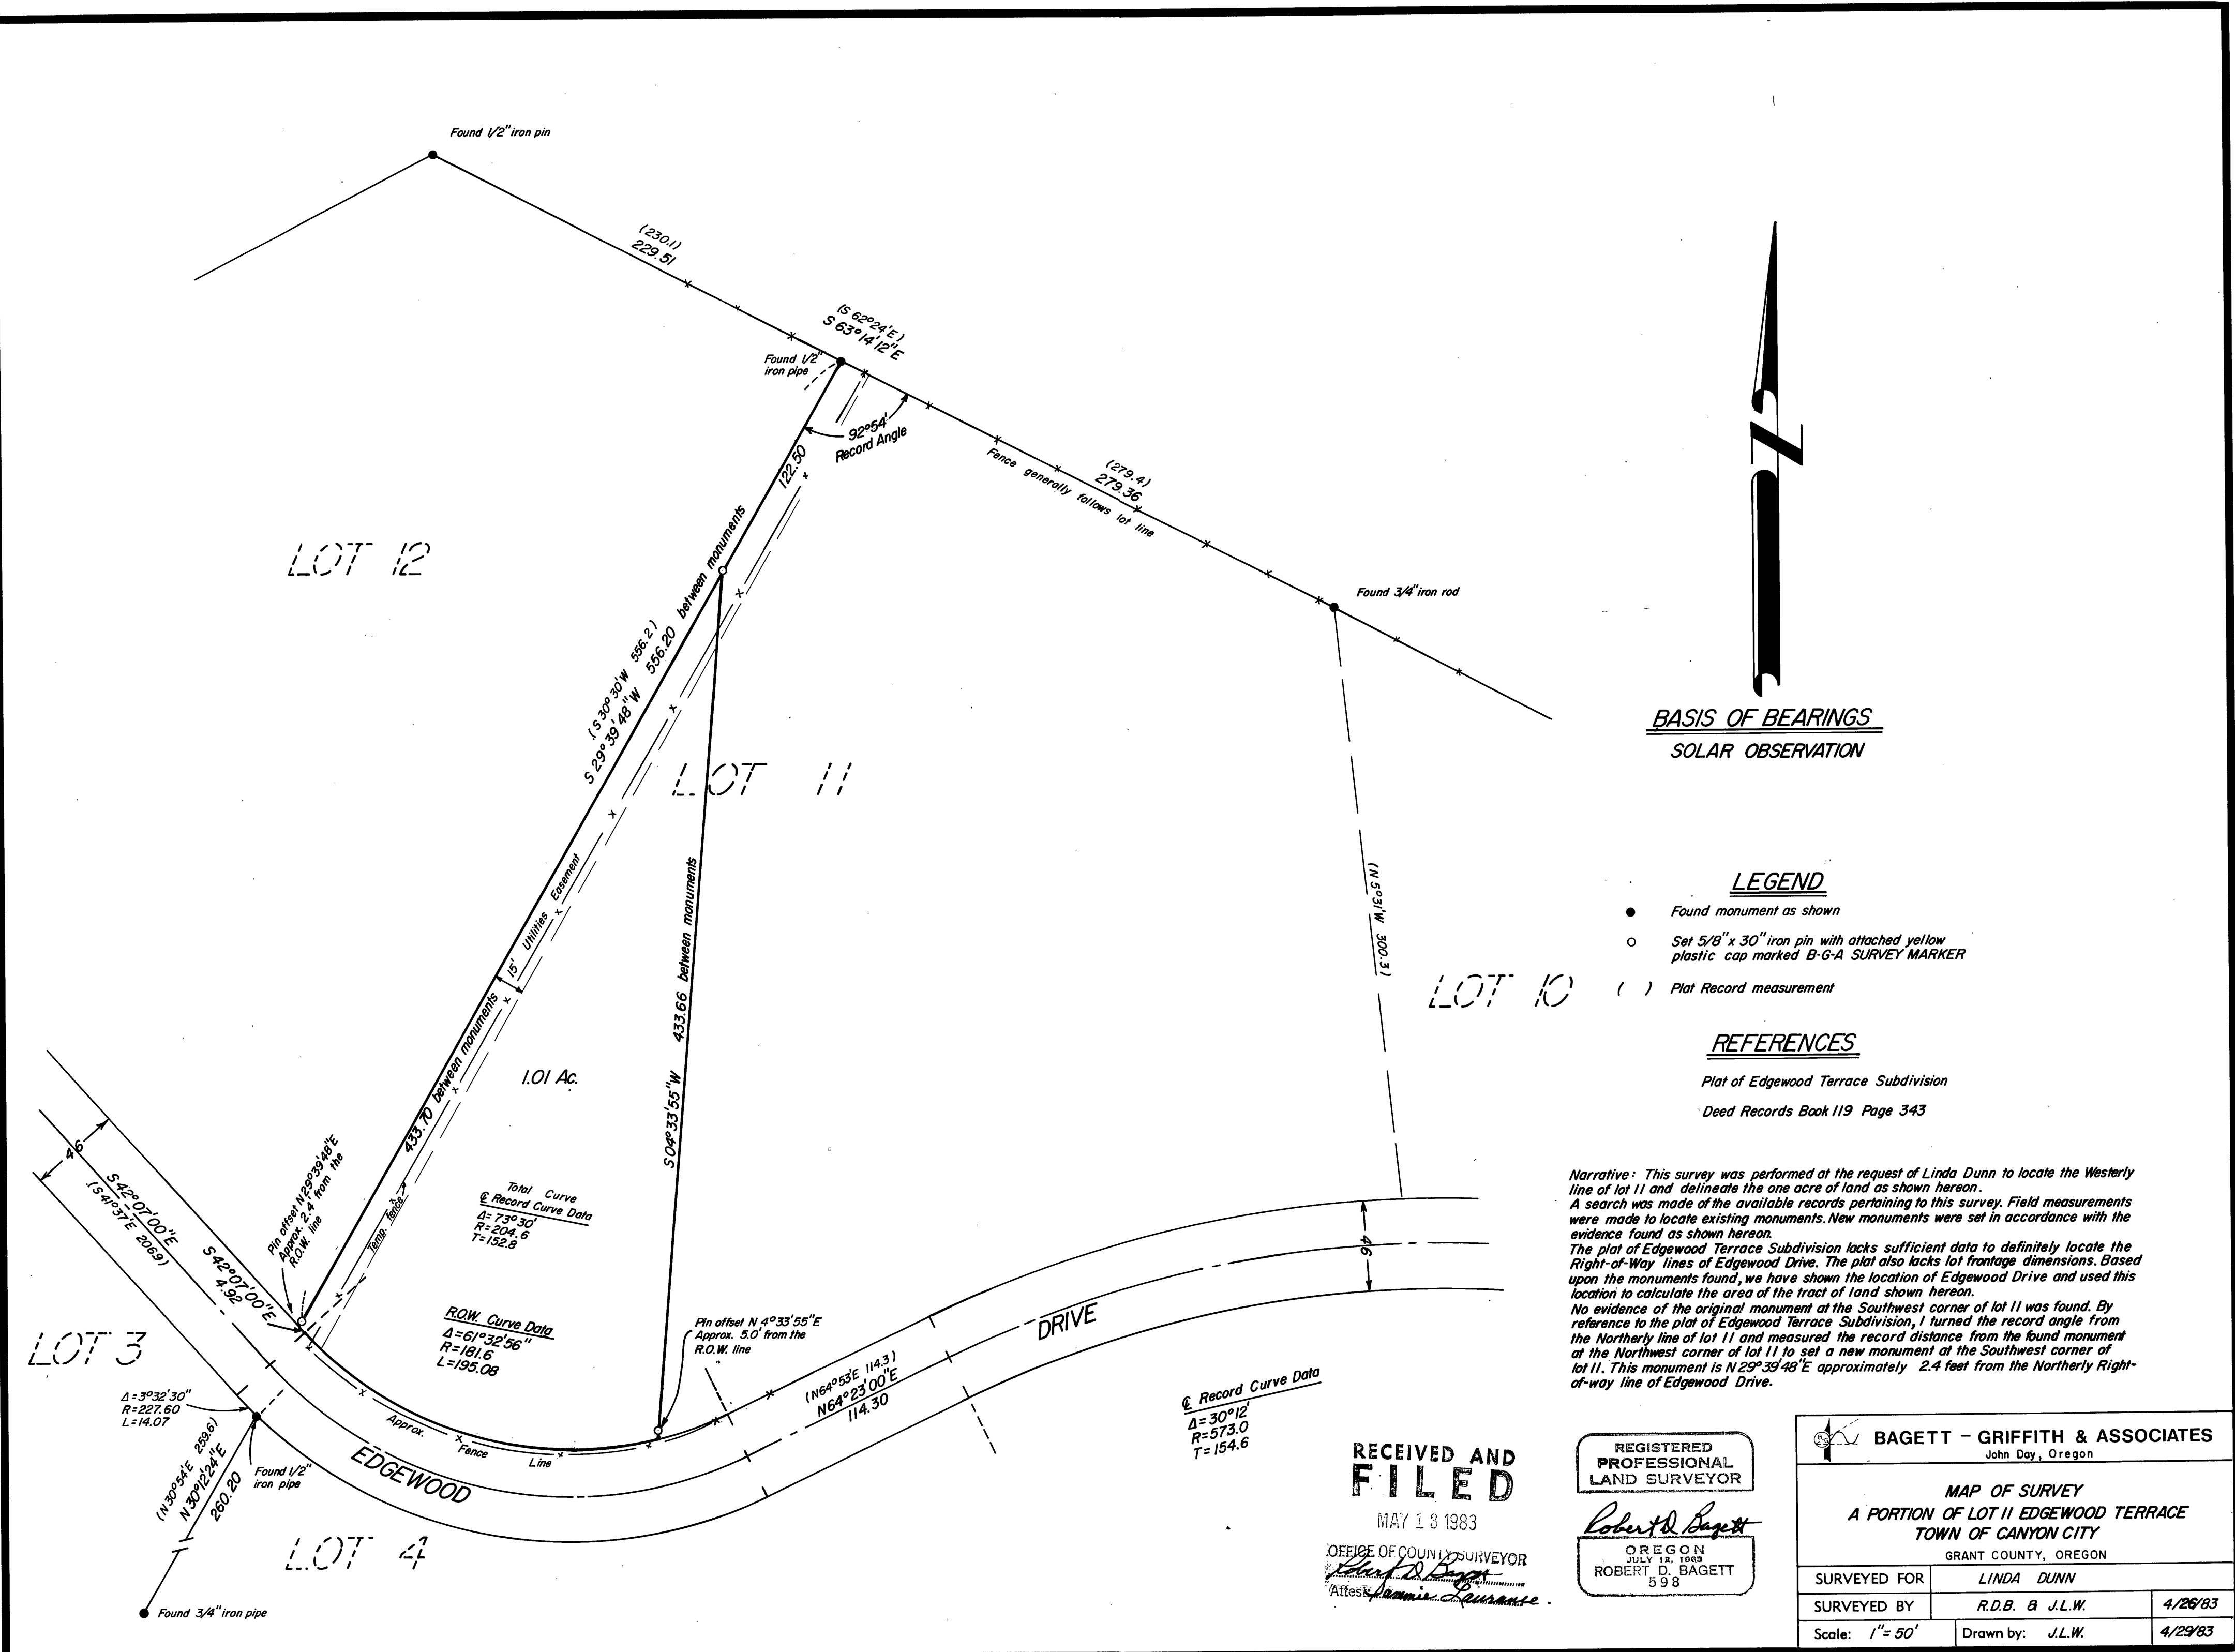 Found 1/2" iron pin
(230.1)
229.51
(S 62°24'E)
S 63°14'12"E
Found 1/2"
iron pipe
92°54'
Record Angle
122.50
Fence generally follows lot line
(279.4)
279.36
Found 3/4" iron rod
LOT 12
(S 30°30'W 556.2)
S 29°39'48"W 556.20 between monuments
LOT 11
15' Utilities Easement
433.70 between monuments
S 04°33'55"W 433.66 between monuments
1.01 Ac.
(N 5°31'W 300.3)
LOT 10
46
S 42°07'00"E
(S 41°37'E 206.9)
S 42°07'00"E
4.92
Pin offset N 29°39'48"E
Approx. 2.4' from the
R.O.W. line
Temp. fence
Total Curve
℄ Record Curve Data
Δ=73°30'
R=204.6
T=152.8
R.O.W. Curve Data
Δ=61°32'56"
R=181.6
L=195.08
Pin offset N 4°33'55"E
Approx. 5.0' from the
R.O.W. line
LOT 3
Δ=3°32'30"
R=227.60
L=14.07
(N 30°54'E 259.6)
N 30°12'24"E
260.20
Found 1/2"
iron pipe
Approx. Fence Line
EDGEWOOD DRIVE
(N 64°53'E 114.3)
N 64°23'00"E
114.30
46
℄ Record Curve Data
Δ=30°12'
R=573.0
T=154.6
LOT 4
Found 3/4" iron pipe
BASIS OF BEARINGS
SOLAR OBSERVATION
LEGEND
Found monument as shown
Set 5/8" x 30" iron pin with attached yellow
plastic cap marked B-G-A SURVEY MARKER
( ) Plat Record measurement
REFERENCES
Plat of Edgewood Terrace Subdivision
Deed Records Book 119 Page 343
Narrative: This survey was performed at the request of Linda Dunn to locate the Westerly
line of lot 11 and delineate the one acre of land as shown hereon.
A search was made of the available records pertaining to this survey. Field measurements
were made to locate existing monuments. New monuments were set in accordance with the
evidence found as shown hereon.
The plat of Edgewood Terrace Subdivision lacks sufficient data to definitely locate the
Right-of-Way lines of Edgewood Drive. The plat also lacks lot frontage dimensions. Based
upon the monuments found, we have shown the location of Edgewood Drive and used this
location to calculate the area of the tract of land shown hereon.
No evidence of the original monument at the Southwest corner of lot 11 was found. By
reference to the plat of Edgewood Terrace Subdivision, I turned the record angle from
the Northerly line of lot 11 and measured the record distance from the found monument
at the Northwest corner of lot 11 to set a new monument at the Southwest corner of
lot 11. This monument is N 29°39'48"E approximately 2.4 feet from the Northerly Right-
of-way line of Edgewood Drive.
RECEIVED AND
FILED
MAY 13 1983
OFFICE OF COUNTY SURVEYOR
Robert D Bagett
Attest
REGISTERED
PROFESSIONAL
LAND SURVEYOR
Robert D Bagett
OREGON
JULY 12, 1963
ROBERT D. BAGETT
598
BAGETT - GRIFFITH & ASSOCIATES
John Day, Oregon
MAP OF SURVEY
A PORTION OF LOT 11 EDGEWOOD TERRACE
TOWN OF CANYON CITY
GRANT COUNTY, OREGON
SURVEYED FOR LINDA DUNN
SURVEYED BY R.D.B. & J.L.W. 4/26/83
Scale: 1"=50' Drawn by: J.L.W. 4/29/83